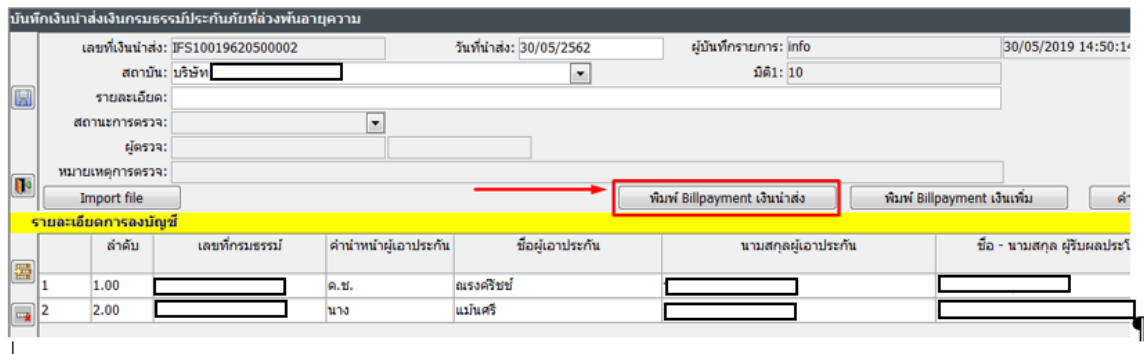 บันทึกเงินนำส่งเงินกรมธรรม์ประกันภัยที่ล่วงพ้นอายุความ
เลขที่เงินนำส่ง: IFS10019620500002 วันที่นำส่ง: 30/05/2562 ผู้บันทึกรายการ: info 30/05/2019 14:50:14
สถาบัน: บริษัท มิติ1: 10
รายละเอียด:
สถานะการตรวจ:
ผู้ตรวจ:
หมายเหตุการตรวจ:
Import file พิมพ์ Billpayment เงินนำส่ง พิมพ์ Billpayment เงินเพิ่ม
รายละเอียดการลงบัญชี
ลำดับ เลขที่กรมธรรม์ คำนำหน้าผู้เอาประกัน ชื่อผู้เอาประกัน นามสกุลผู้เอาประกัน ชื่อ - นามสกุล ผู้รับผลประโ
1 1.00 ด.ช. ณรงค์ริชช์
2 2.00 นาง แม้นศรี